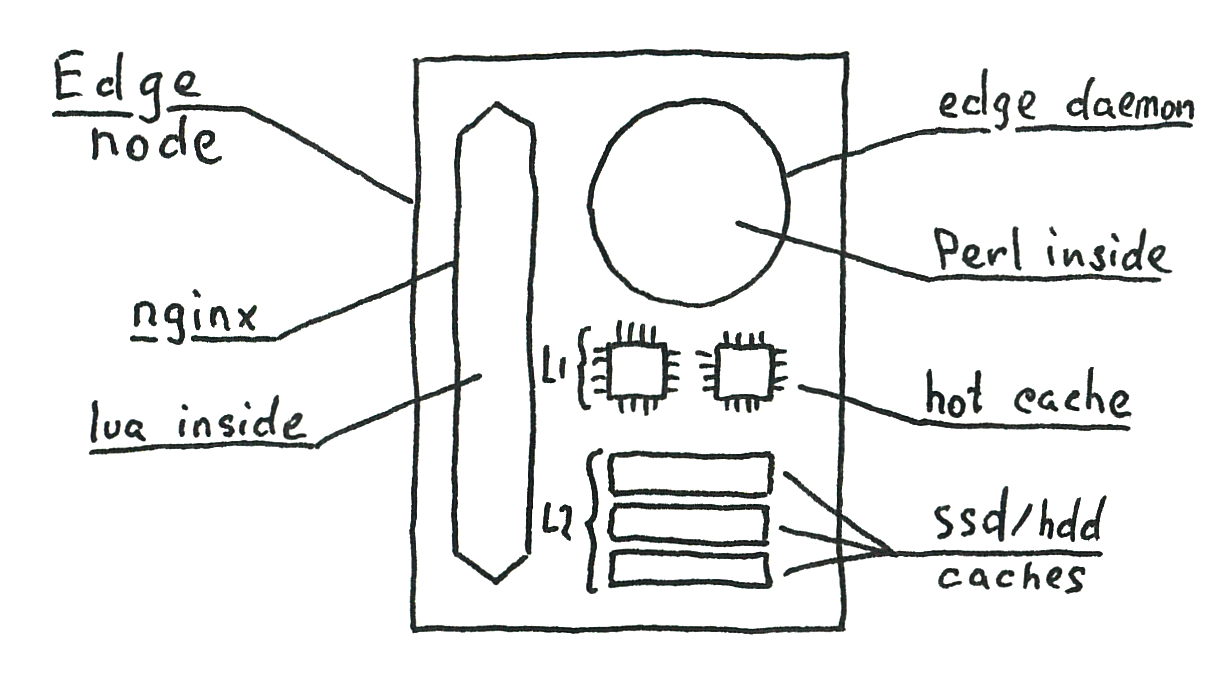 Edge
node
nginx
lua inside
L1
L2
edge daemon
Perl inside
hot cache
ssd/hdd
caches